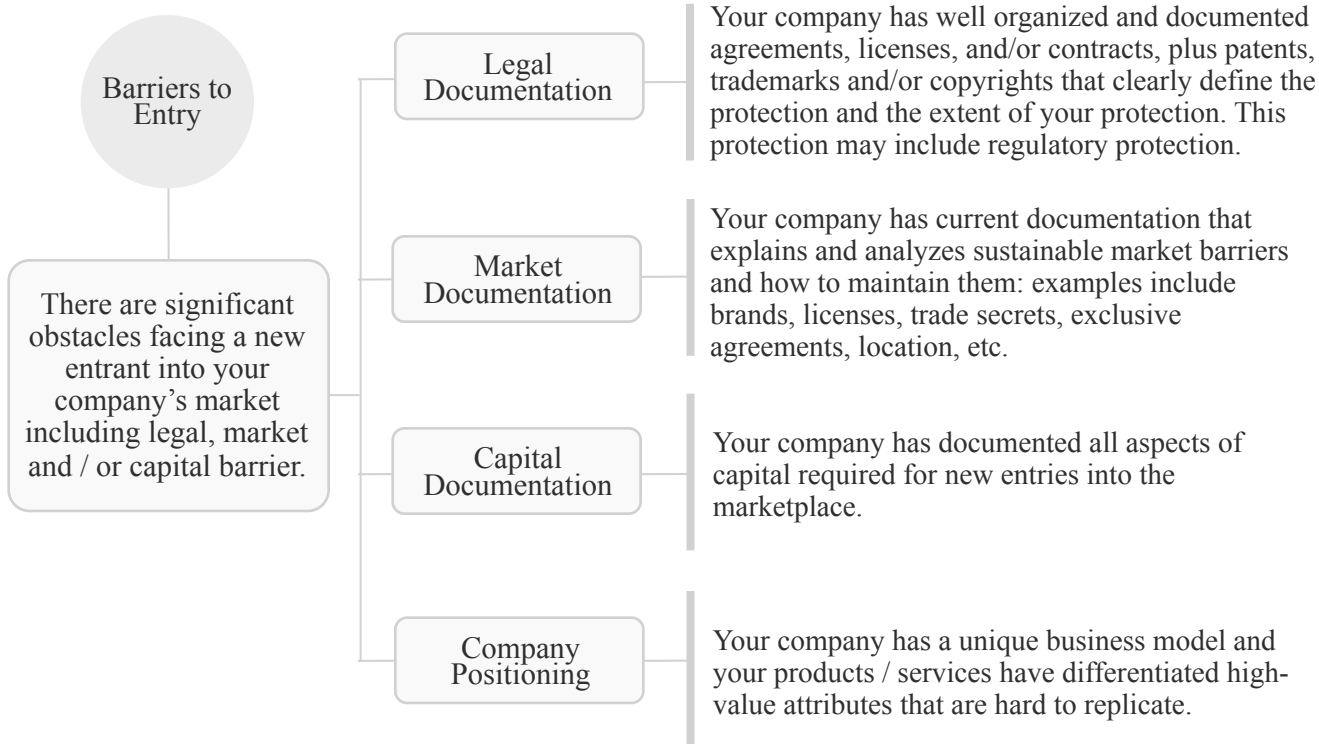 Barriers to
Entry
There are significant
obstacles facing a new
entrant into your
company’s market
including legal, market
and / or capital barrier.
Legal
Documentation
Your company has well organized and documented
agreements, licenses, and/or contracts, plus patents,
trademarks and/or copyrights that clearly define the
protection and the extent of your protection. This
protection may include regulatory protection.
Market
Documentation
Your company has current documentation that
explains and analyzes sustainable market barriers
and how to maintain them: examples include
brands, licenses, trade secrets, exclusive
agreements, location, etc.
Capital
Documentation
Your company has documented all aspects of
capital required for new entries into the
marketplace.
Company
Positioning
Your company has a unique business model and
your products / services have differentiated high-
value attributes that are hard to replicate.